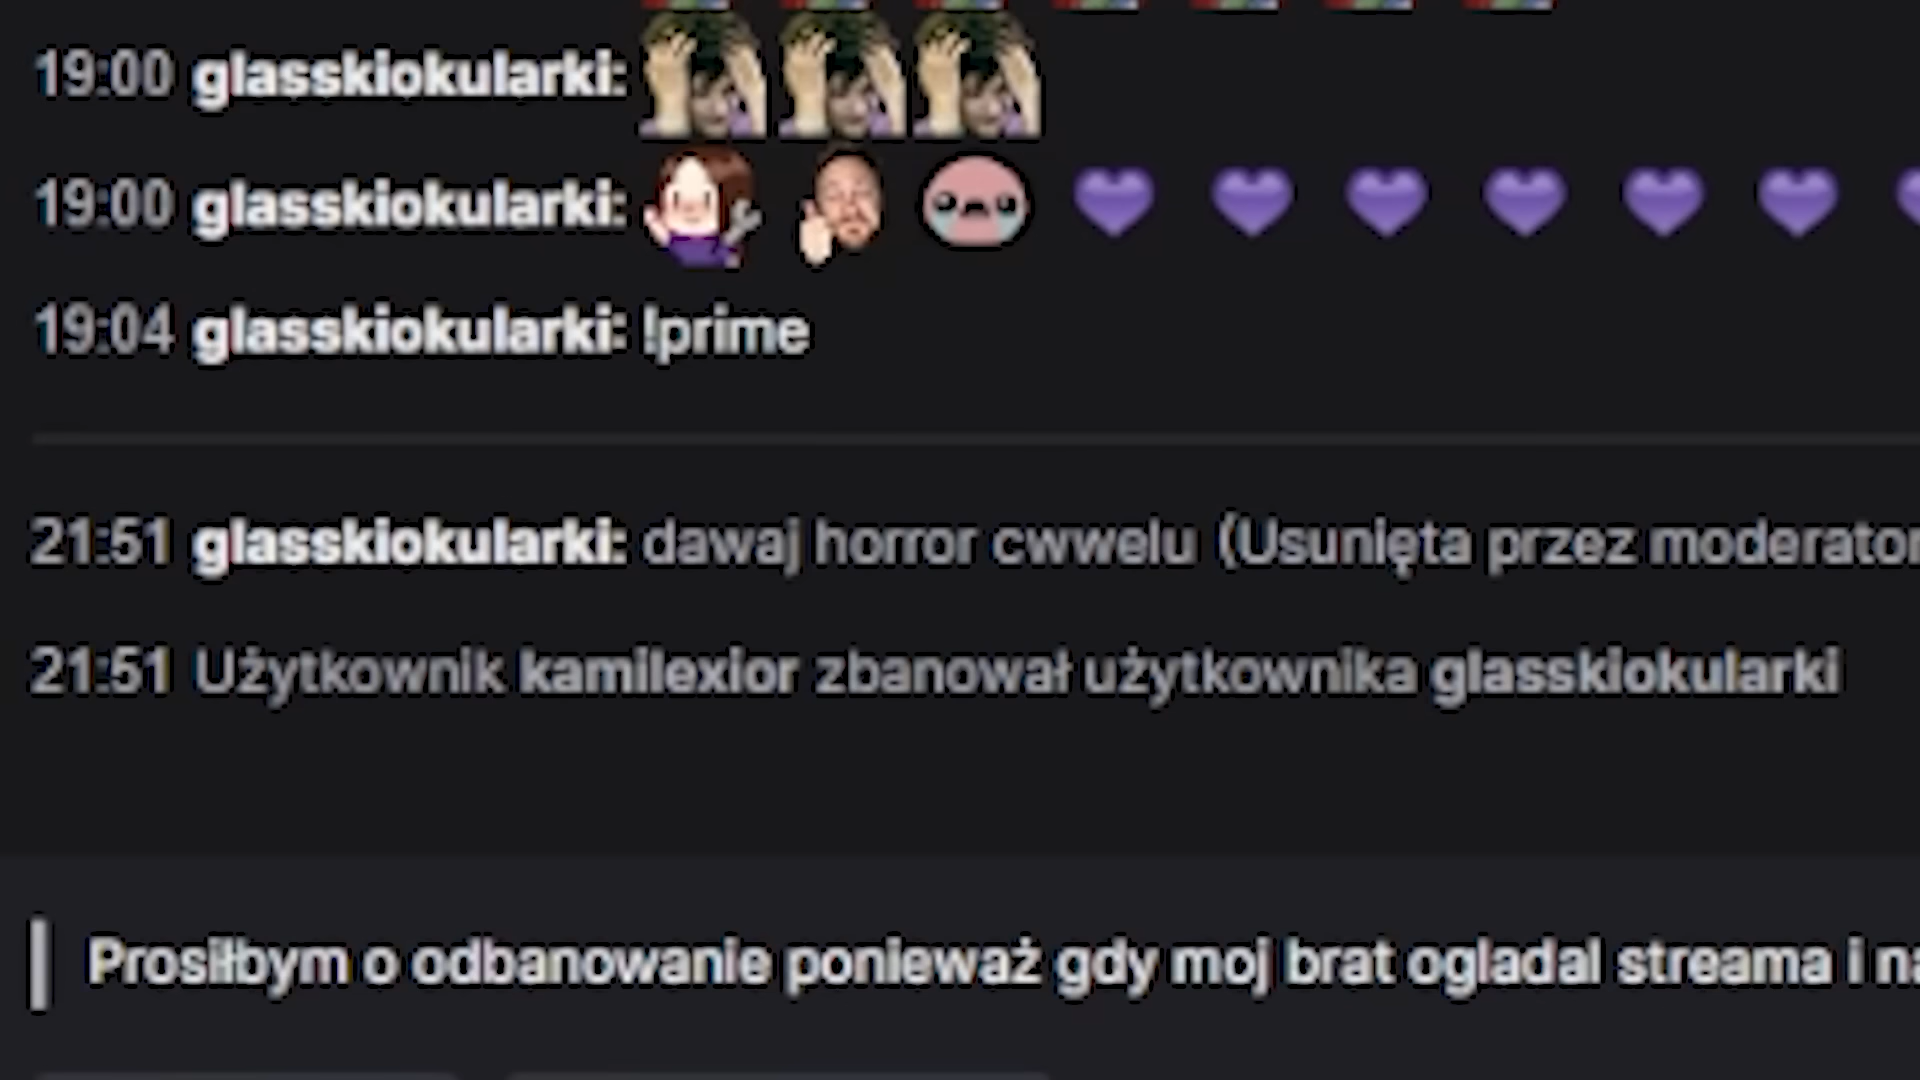 19:00 glasskiokularki:
19:00 glasskiokularki: 💜 💜 💜 💜 💜 💜
19:04 glasskiokularki: !prime
21:51 glasskiokularki: dawaj horror cwwelu (Usunięta przez moderator
21:51 Użytkownik kamilexior zbanował użytkownika glasskiokularki
Prosiłbym o odbanowanie ponieważ gdy moj brat ogladal streama i na